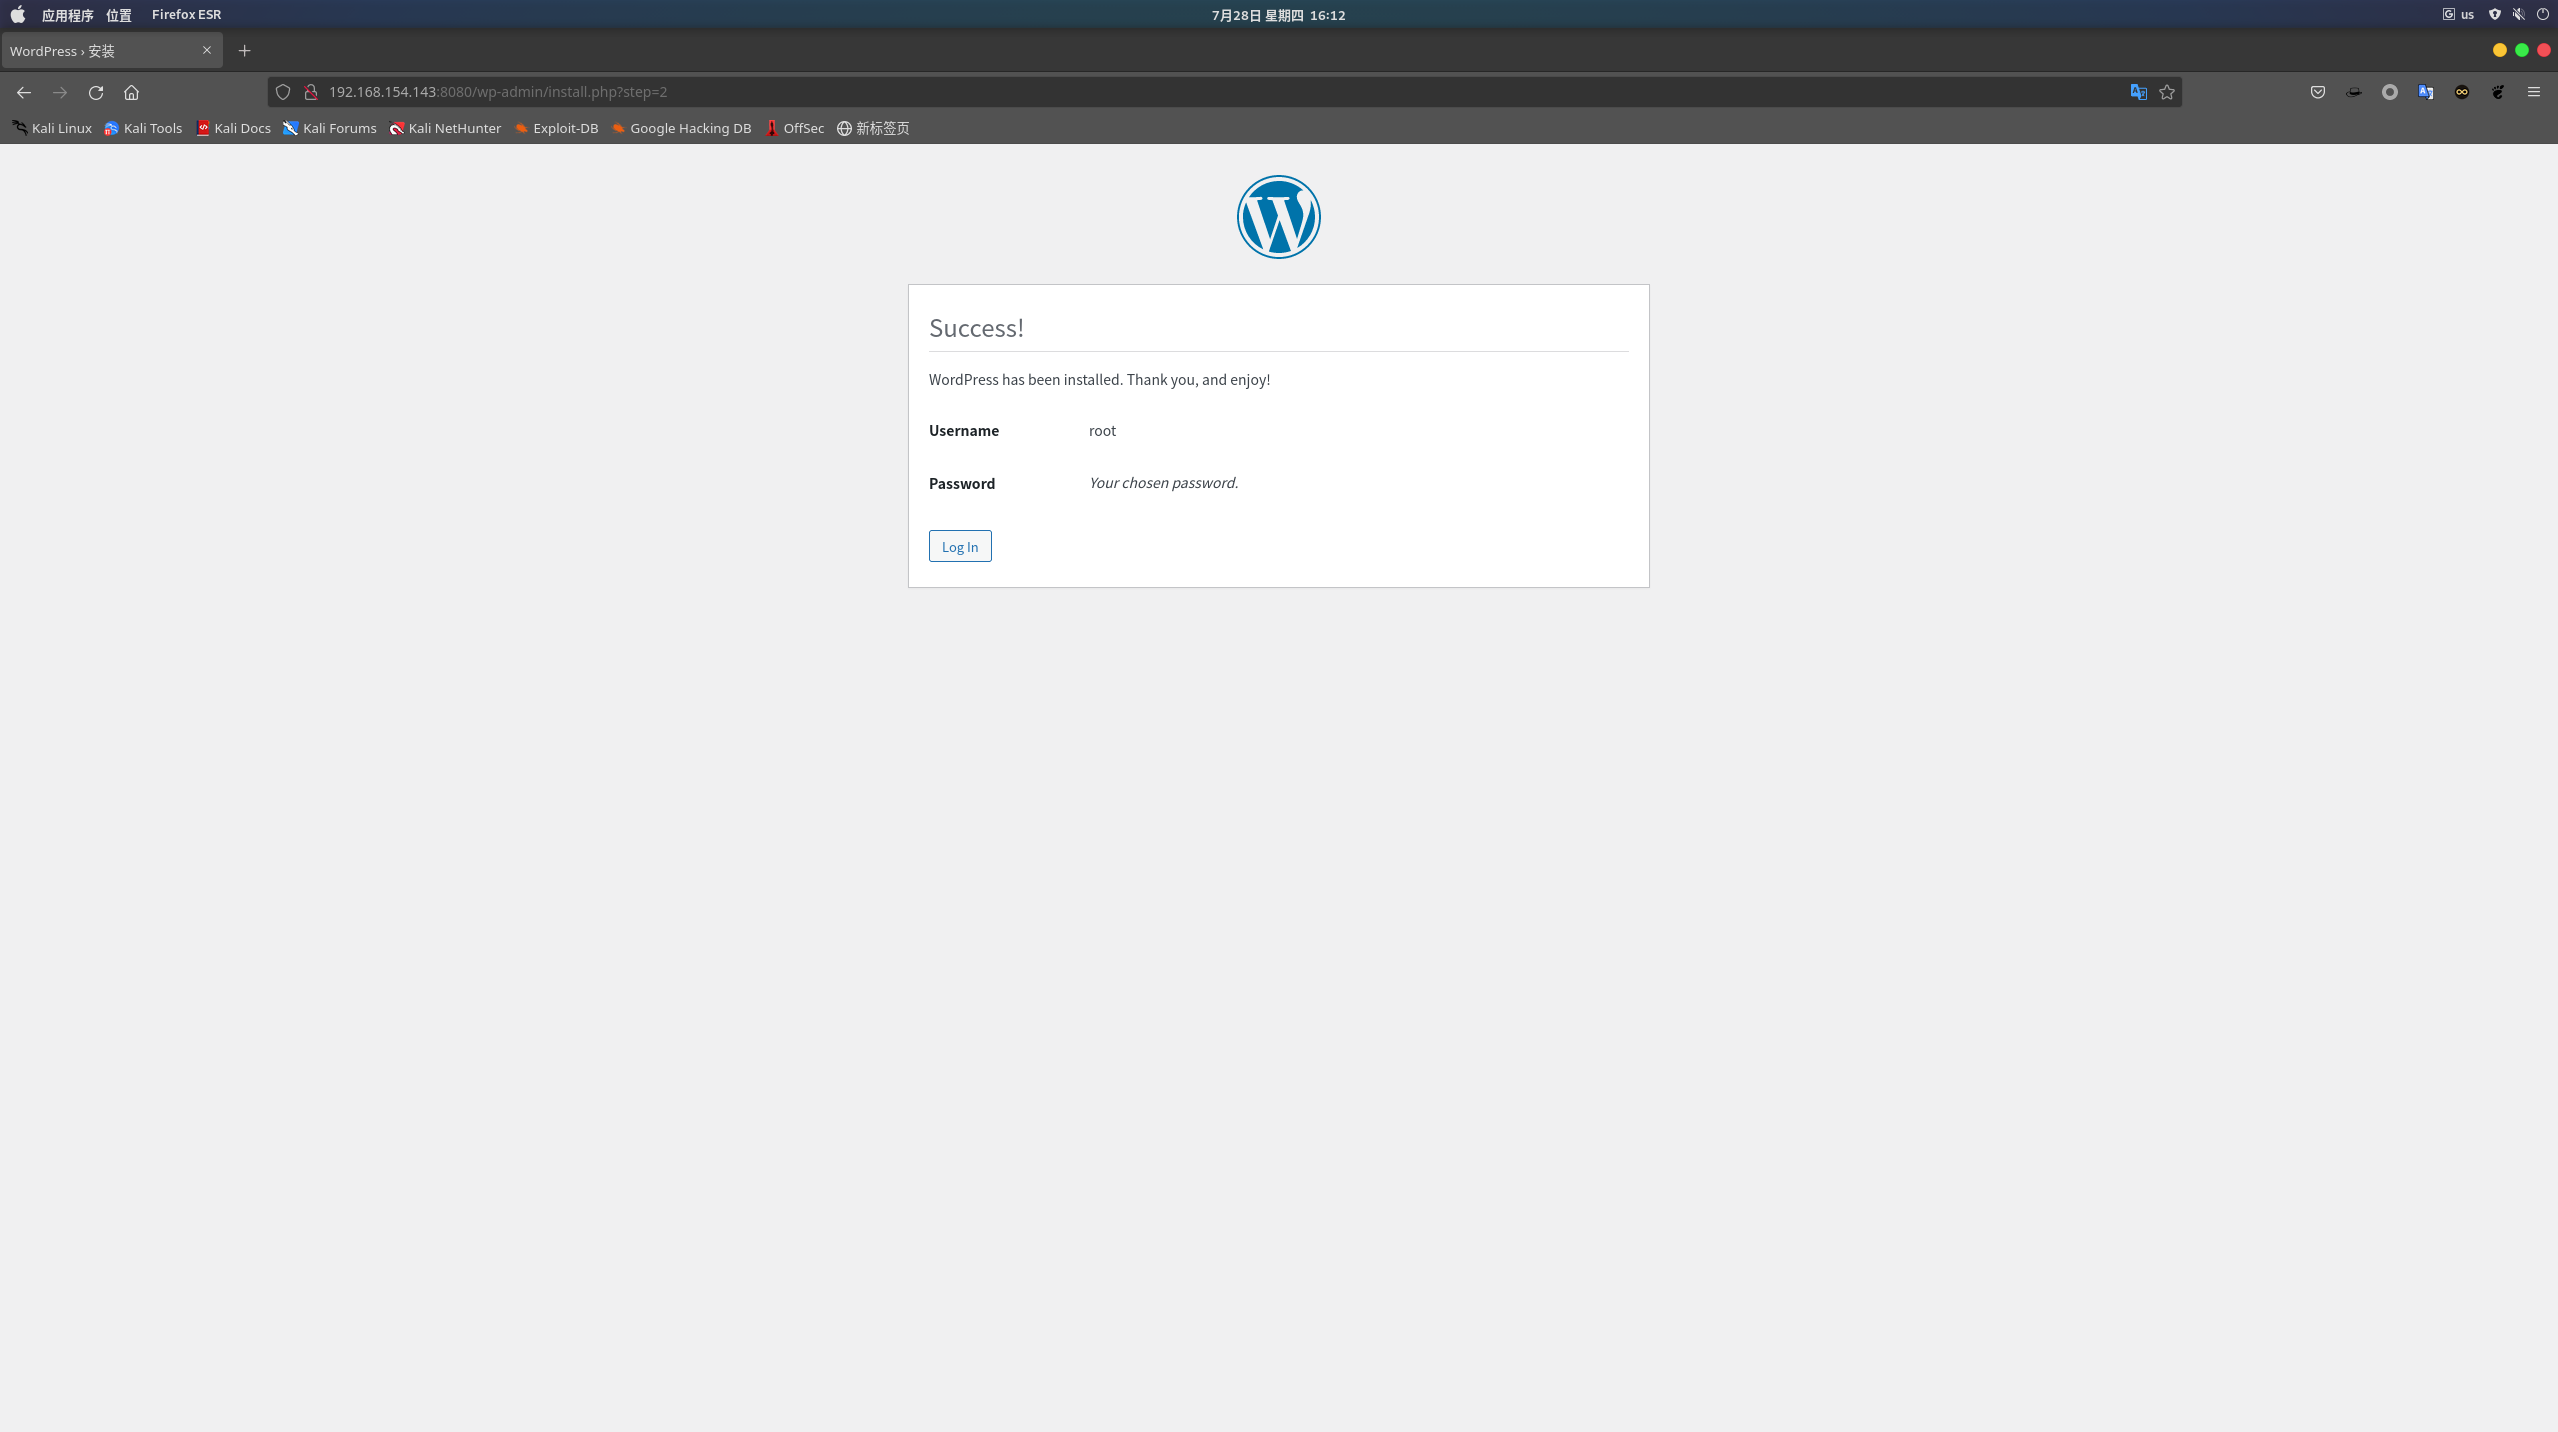 应用程序 位置 Firefox ESR 7月28日 星期四 16:12 us
WordPress › 安装
192.168.154.143:8080/wp-admin/install.php?step=2
Kali Linux Kali Tools Kali Docs Kali Forums Kali NetHunter Exploit-DB Google Hacking DB OffSec 新标签页
Success!
WordPress has been installed. Thank you, and enjoy!
Username root
Password Your chosen password.
Log In